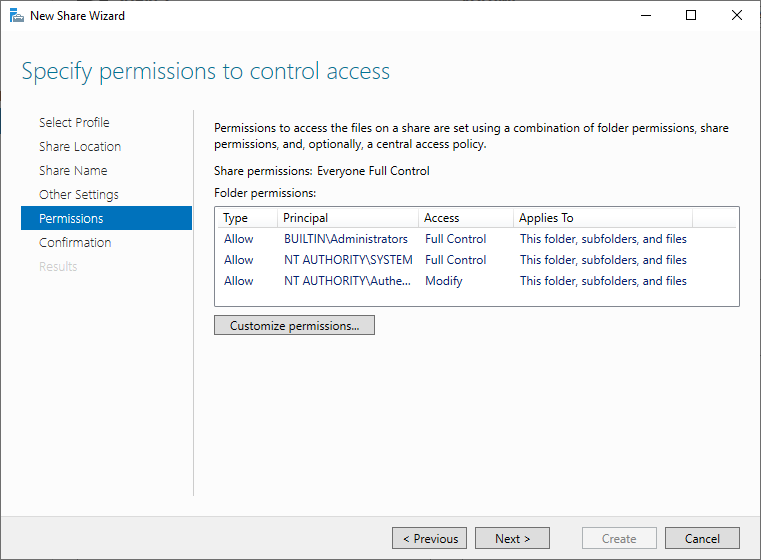 New Share Wizard
Specify permissions to control access
Select Profile
Share Location
Share Name
Other Settings
Permissions
Confirmation
Results
Permissions to access the files on a share are set using a combination of folder permissions, share
permissions, and, optionally, a central access policy.
Share permissions: Everyone Full Control
Folder permissions:
Type Principal Access Applies To
Allow BUILTIN\Administrators Full Control This folder, subfolders, and files
Allow NT AUTHORITY\SYSTEM Full Control This folder, subfolders, and files
Allow NT AUTHORITY\Authe... Modify This folder, subfolders, and files
Customize permissions...
< Previous Next > Create Cancel